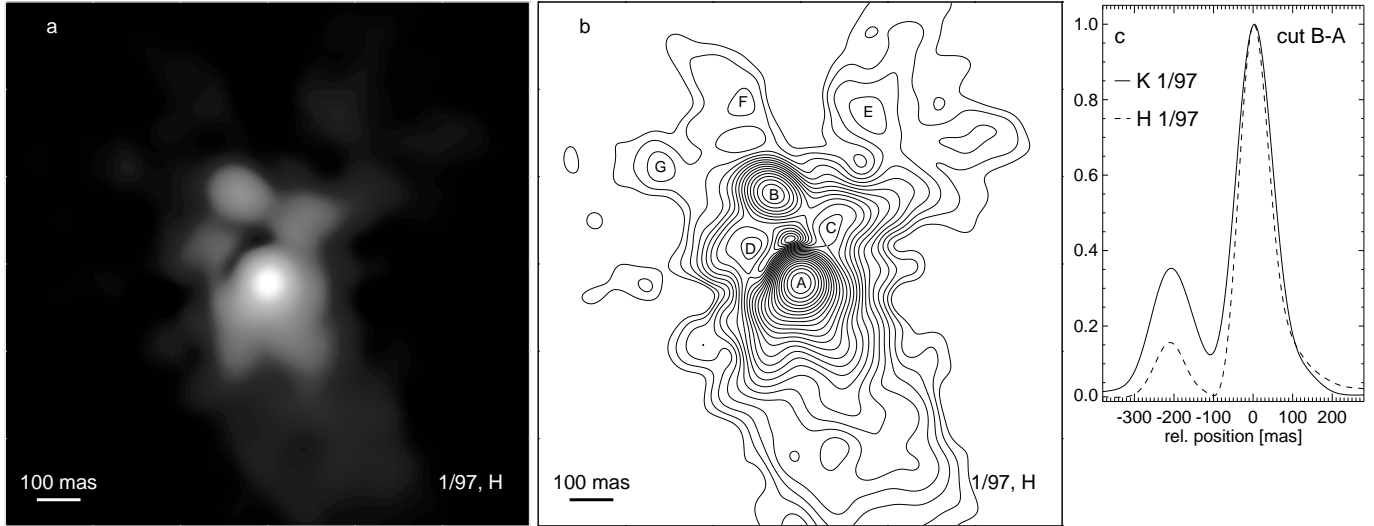 a
100 mas
1/97, H
b
F
E
G
B
C
D
A
100 mas
1/97, H
c
cut B-A
K 1/97
H 1/97
1.0
0.8
0.6
0.4
0.2
0.0
-300 -200 -100 0 100 200
rel. position [mas]